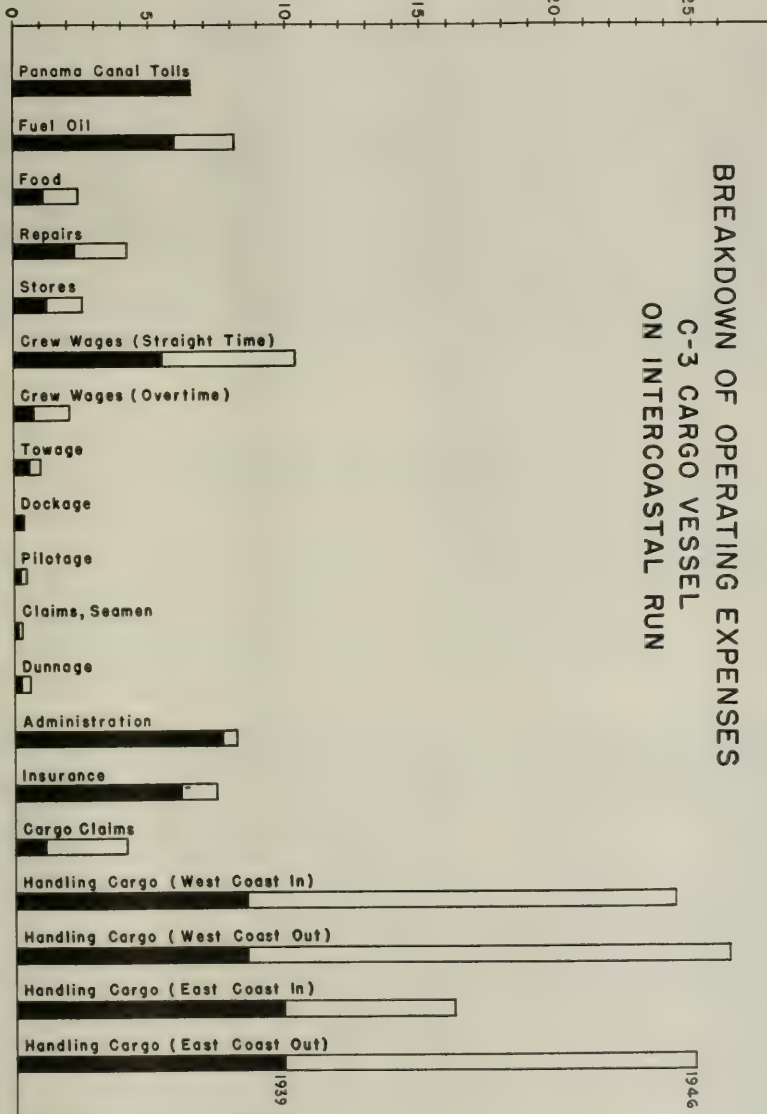 BREAKDOWN OF OPERATING EXPENSES
C-3 CARGO VESSEL
ON INTERCOASTAL RUN
0 5 10 15 20 25
Panama Canal Tolls
Fuel Oil
Food
Repairs
Stores
Crew Wages (Straight Time)
Crew Wages (Overtime)
Towage
Dockage
Pilotage
Claims, Seamen
Dunnage
Administration
Insurance
Cargo Claims
Handling Cargo (West Coast In)
Handling Cargo (West Coast Out)
Handling Cargo (East Coast In)
Handling Cargo (East Coast Out)
1939
1946